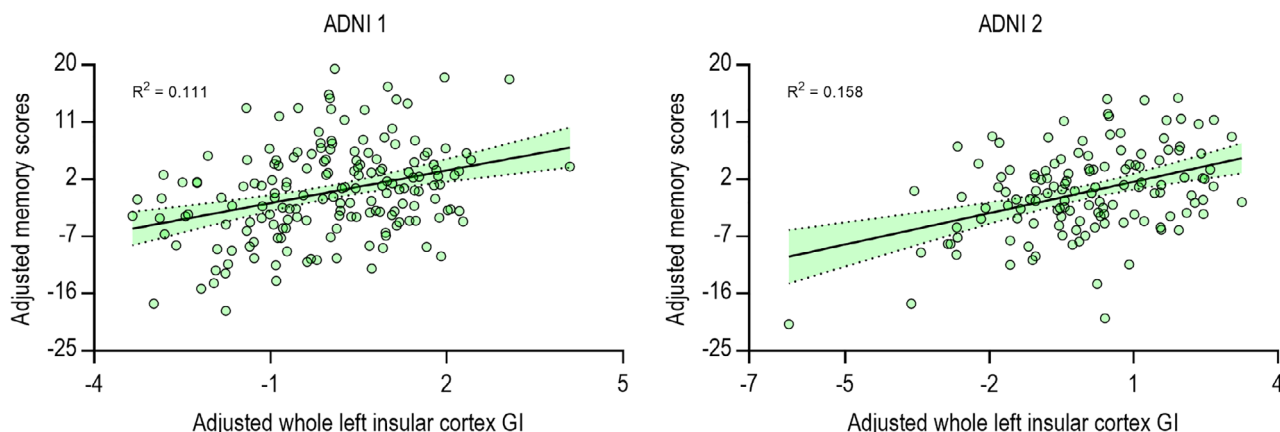 ADNI 1
Adjusted memory scores
20
11
2
-7
-16
-25
R² = 0.111
-4
-1
2
5
Adjusted whole left insular cortex GI
ADNI 2
Adjusted memory scores
20
11
2
-7
-16
-25
R² = 0.158
-7
-5
-2
1
4
Adjusted whole left insular cortex GI